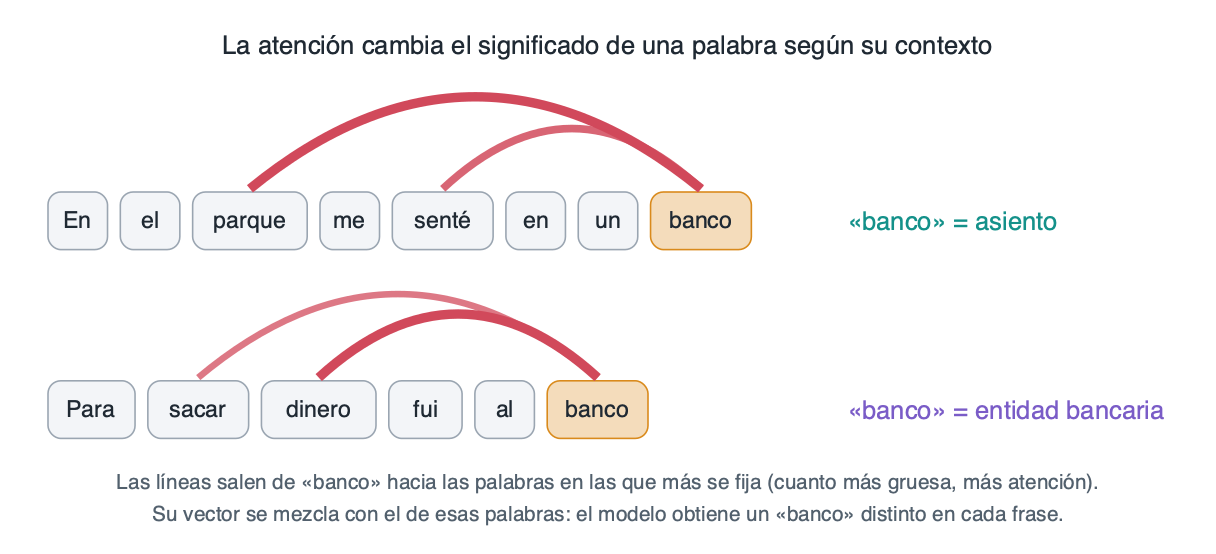 La atención cambia el significado de una palabra según su contexto
En el parque me senté en un banco «banco» = asiento
Para sacar dinero fui al banco «banco» = entidad bancaria
Las líneas salen de «banco» hacia las palabras en las que más se fija (cuanto más gruesa, más atención).
Su vector se mezcla con el de esas palabras: el modelo obtiene un «banco» distinto en cada frase.